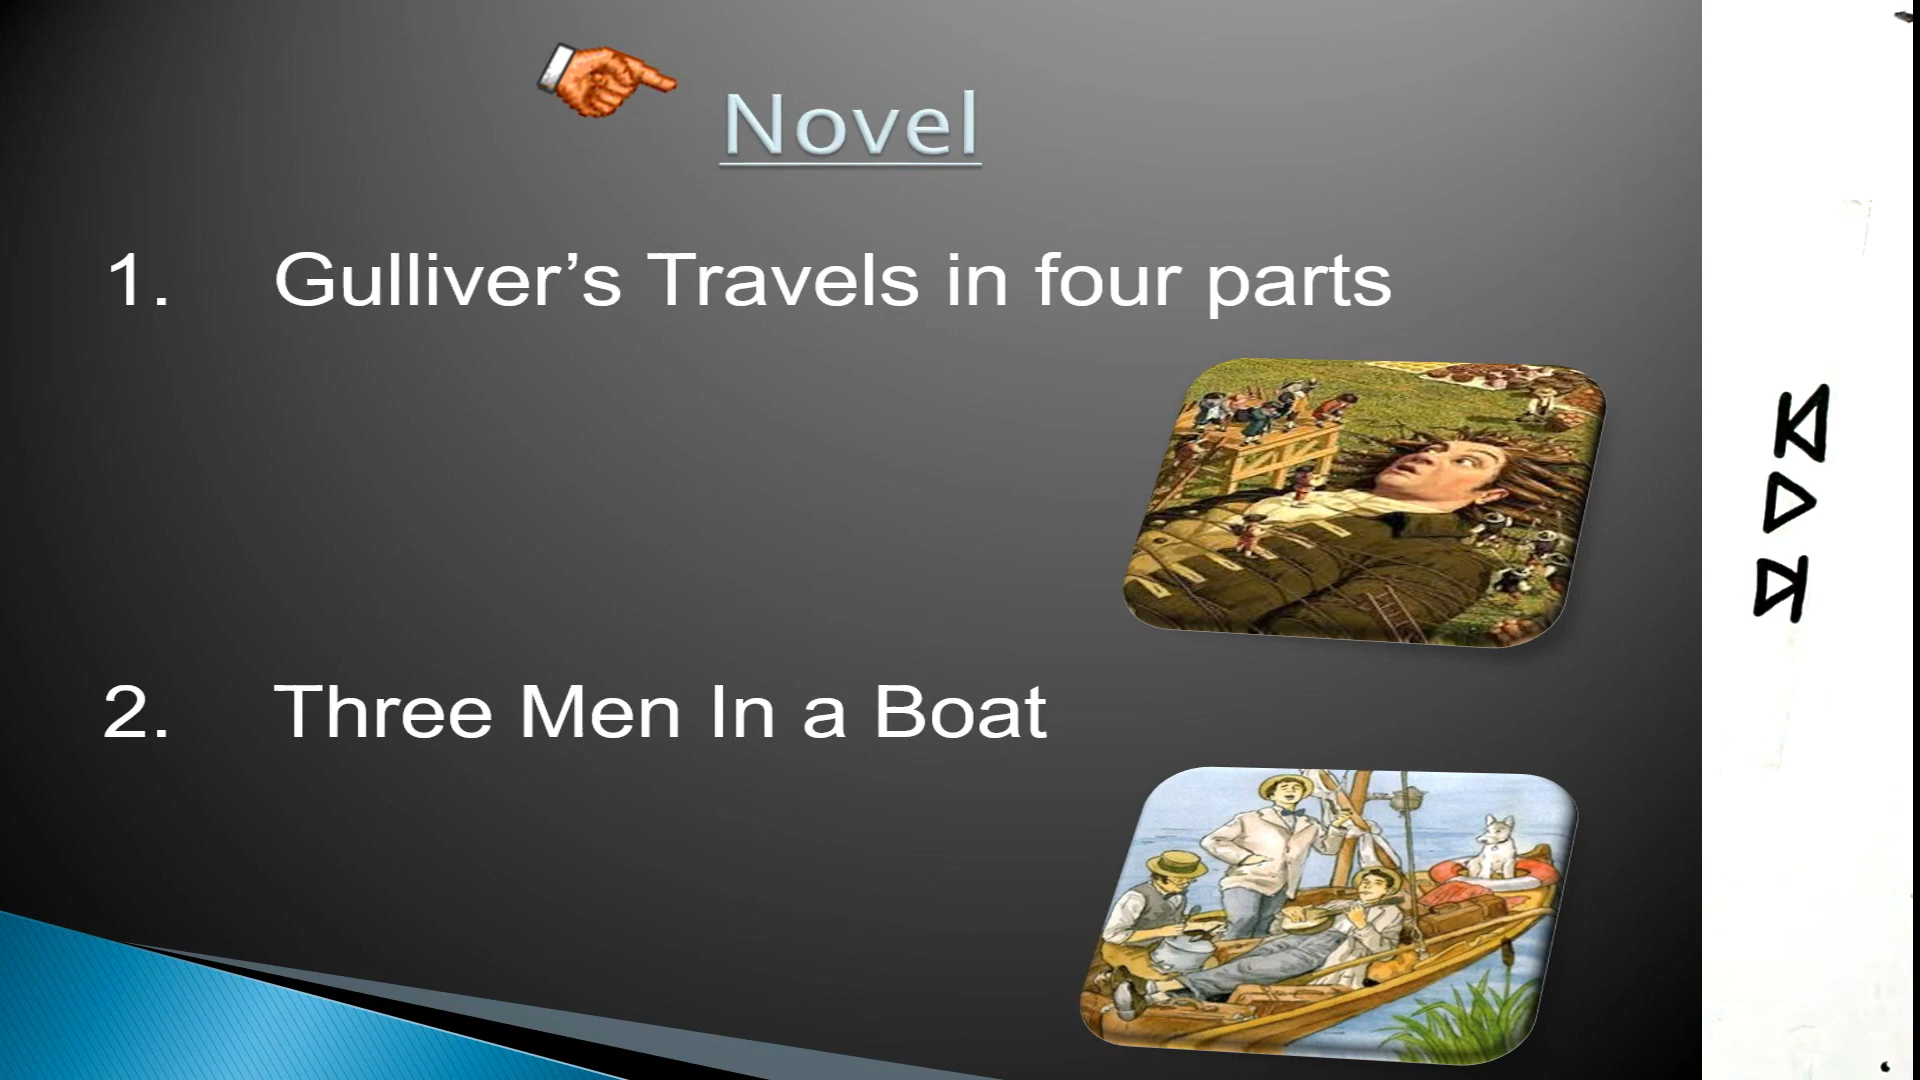 Novel
1. Gulliver’s Travels in four parts
2. Three Men In a Boat